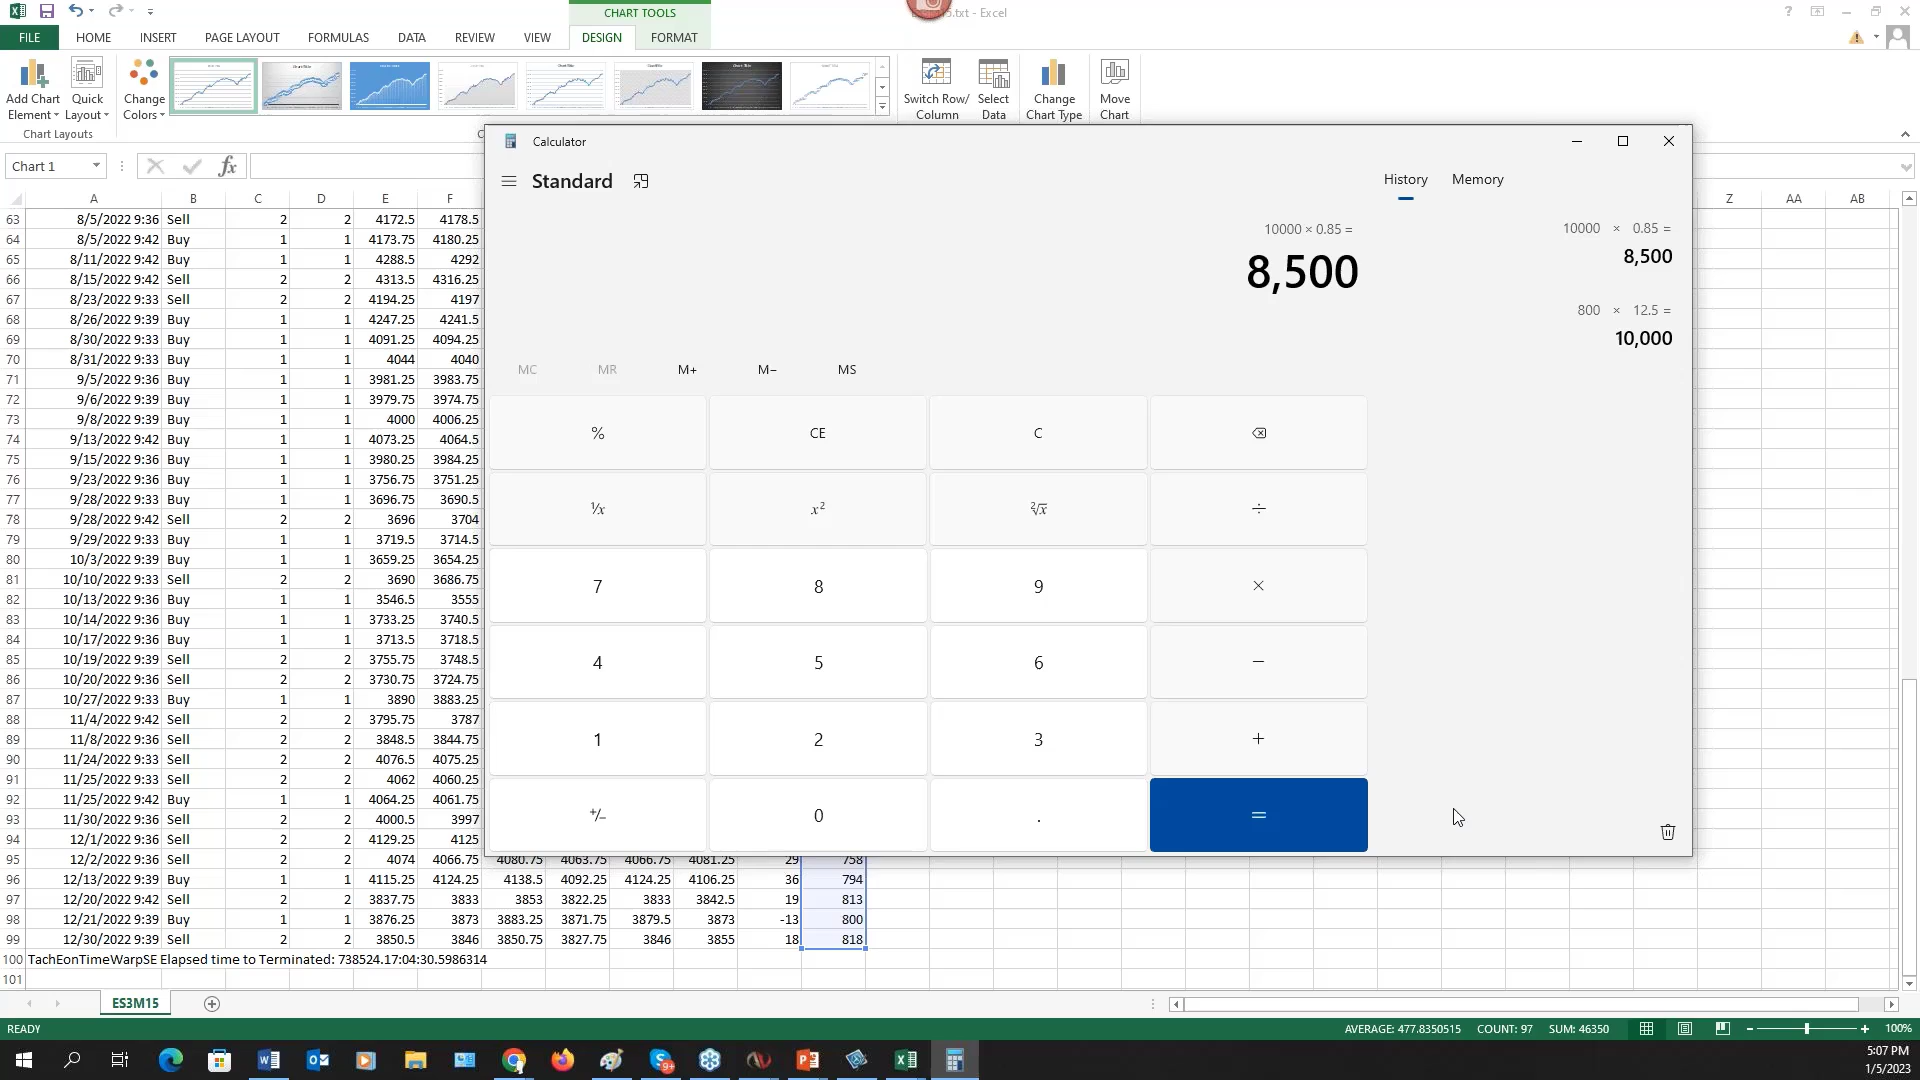 CHART TOOLS
.txt - Excel
FILE HOME INSERT PAGE LAYOUT FORMULAS DATA REVIEW VIEW DESIGN FORMAT
Add Chart Element
Quick Layout
Change Colors
Switch Row/ Column
Select Data
Change Chart Type
Move Chart
Chart Layouts
Chart 1
fx
Calculator
Standard
History Memory
10000 × 0.85 =
8,500
10000 × 0.85 =
8,500
800 × 12.5 =
10,000
MC MR M+ M− MS
% CE C
¹/x x² ²√x ÷
7 8 9 ×
4 5 6 −
1 2 3 +
+/− 0 . =
A B C D E F Z AA AB
63 8/5/2022 9:36 Sell 2 2 4172.5 4178.5
64 8/5/2022 9:42 Buy 1 1 4173.75 4180.25
65 8/11/2022 9:42 Buy 1 1 4288.5 4292
66 8/15/2022 9:42 Sell 2 2 4313.5 4316.25
67 8/23/2022 9:33 Sell 2 2 4194.25 4197
68 8/26/2022 9:39 Buy 1 1 4247.25 4241.5
69 8/30/2022 9:33 Buy 1 1 4091.25 4094.25
70 8/31/2022 9:33 Buy 1 1 4044 4040
71 9/5/2022 9:36 Buy 1 1 3981.25 3983.75
72 9/6/2022 9:39 Buy 1 1 3979.75 3974.75
73 9/8/2022 9:39 Buy 1 1 4000 4006.25
74 9/13/2022 9:42 Buy 1 1 4073.25 4064.5
75 9/15/2022 9:36 Buy 1 1 3980.25 3984.25
76 9/23/2022 9:36 Buy 1 1 3756.75 3751.25
77 9/28/2022 9:33 Buy 1 1 3696.75 3690.5
78 9/28/2022 9:42 Sell 2 2 3696 3704
79 9/29/2022 9:33 Buy 1 1 3719.5 3714.5
80 10/3/2022 9:39 Buy 1 1 3659.25 3654.25
81 10/10/2022 9:33 Sell 2 2 3690 3686.75
82 10/13/2022 9:36 Buy 1 1 3546.5 3555
83 10/14/2022 9:36 Buy 1 1 3733.25 3740.5
84 10/17/2022 9:36 Buy 1 1 3713.5 3718.5
85 10/19/2022 9:39 Sell 2 2 3755.75 3748.5
86 10/20/2022 9:36 Sell 2 2 3730.75 3724.75
87 10/27/2022 9:33 Buy 1 1 3890 3883.25
88 11/4/2022 9:42 Sell 2 2 3795.75 3787
89 11/8/2022 9:36 Sell 2 2 3848.5 3844.75
90 11/24/2022 9:33 Sell 2 2 4076.5 4075.25
91 11/25/2022 9:33 Sell 2 2 4062 4060.25
92 11/25/2022 9:42 Buy 1 1 4064.25 4061.75
93 11/30/2022 9:36 Sell 2 2 4000.5 3997
94 12/1/2022 9:36 Sell 2 2 4129.25 4125
95 12/2/2022 9:36 Sell 2 2 4074 4066.75 4080.75 4063.75 4066.75 4081.25 29 758
96 12/13/2022 9:39 Buy 1 1 4115.25 4124.25 4138.5 4092.25 4124.25 4106.25 36 794
97 12/20/2022 9:42 Sell 2 2 3837.75 3833 3853 3822.25 3833 3842.5 19 813
98 12/21/2022 9:39 Buy 1 1 3876.25 3873 3883.25 3871.75 3879.5 3873 -13 800
99 12/30/2022 9:39 Sell 2 2 3850.5 3846 3850.75 3827.75 3846 3855 18 818
100 TachEonTimeWarpSE Elapsed time to Terminated: 738524.17:04:30.5986314
101
ES3M15
READY AVERAGE: 477.8350515 COUNT: 97 SUM: 46350 100%
5:07 PM
1/5/2023